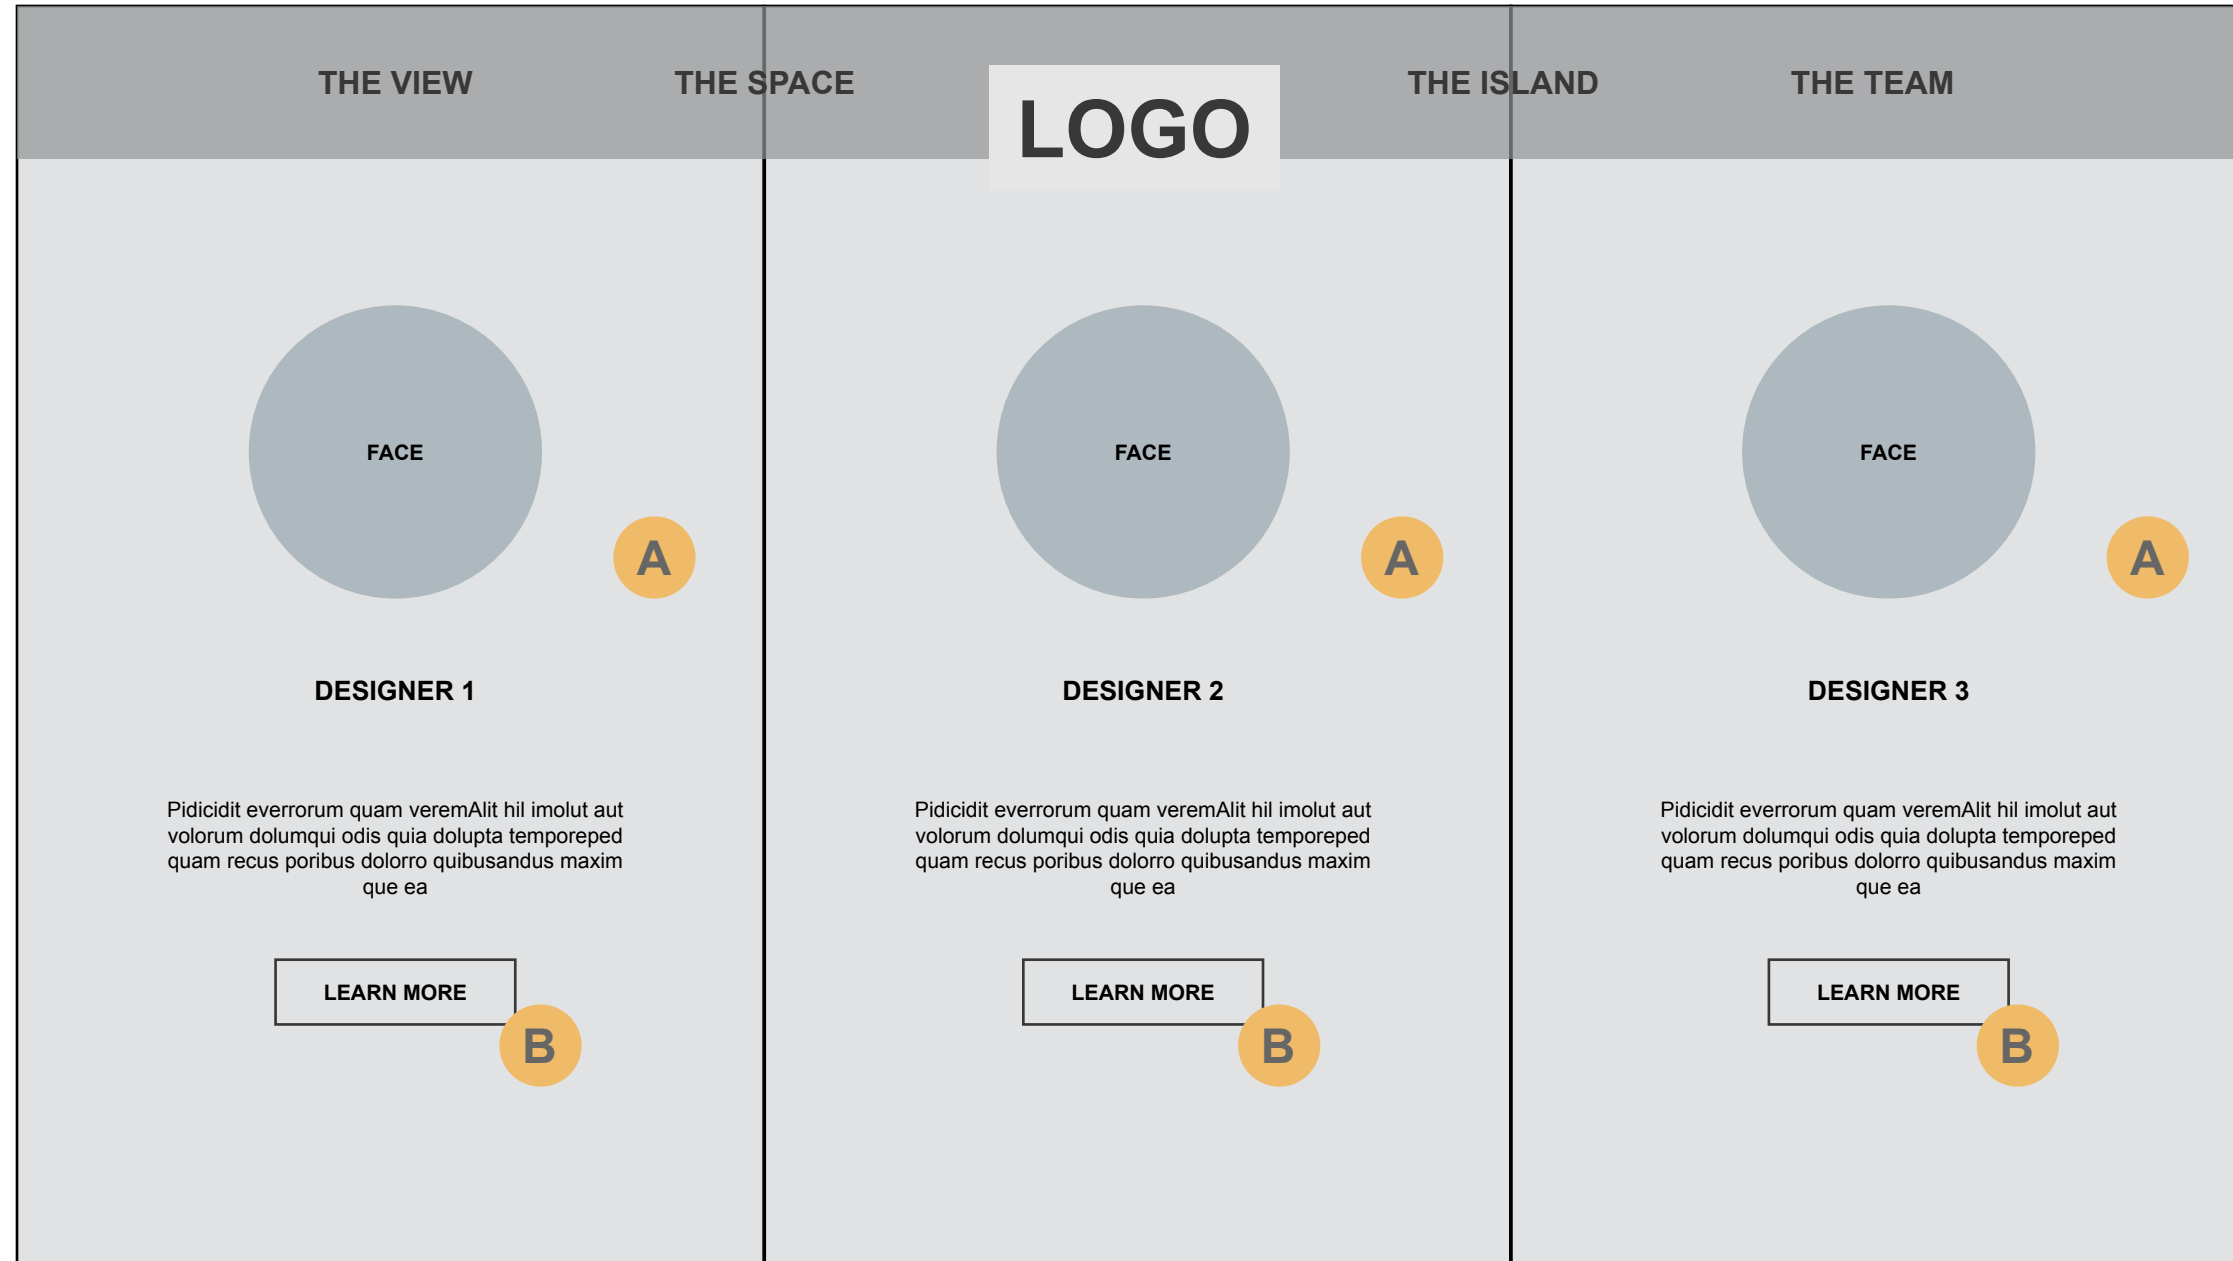 THE VIEW
THE SPACE
LOGO
THE ISLAND
THE TEAM
FACE
A
DESIGNER 1
Pidicidit everrorum quam veremAlit hil imolut aut
volorum dolumqui odis quia dolupta temporeped
quam recus poribus dolorro quibusandus maxim
que ea
LEARN MORE
B
FACE
A
DESIGNER 2
Pidicidit everrorum quam veremAlit hil imolut aut
volorum dolumqui odis quia dolupta temporeped
quam recus poribus dolorro quibusandus maxim
que ea
LEARN MORE
B
FACE
A
DESIGNER 3
Pidicidit everrorum quam veremAlit hil imolut aut
volorum dolumqui odis quia dolupta temporeped
quam recus poribus dolorro quibusandus maxim
que ea
LEARN MORE
B